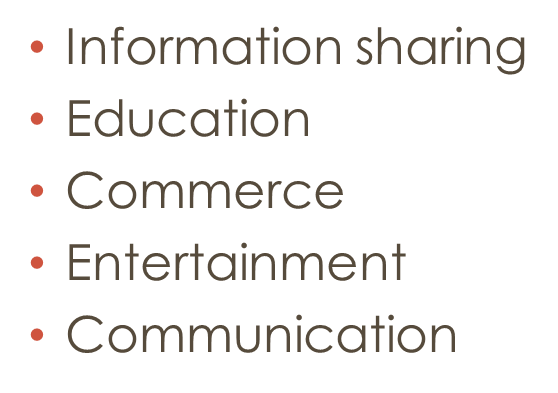 • Information sharing
• Education
• Commerce
• Entertainment
• Communication